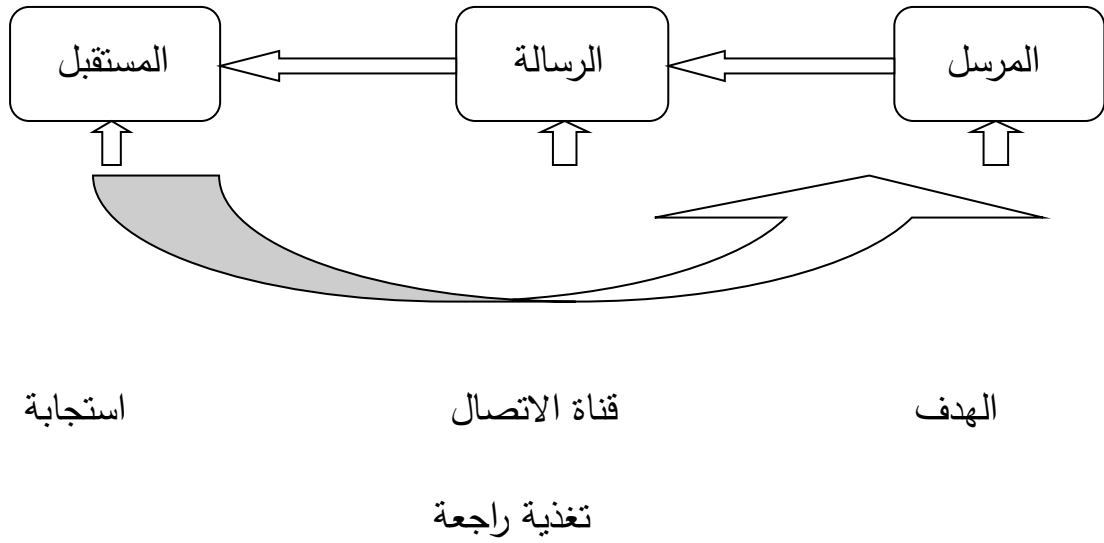 المرسل الرسالة المستقبل
الهدف قناة الاتصال استجابة
تغذية راجعة